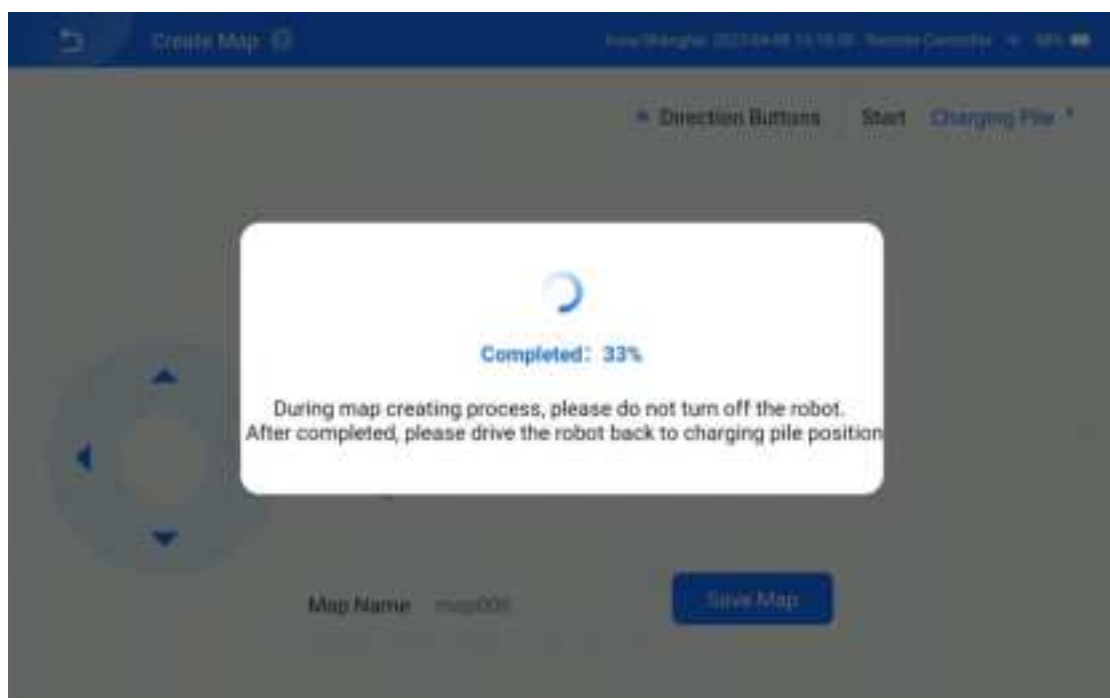 Create Map
Direction Buttons Start Charging Pile
Completed: 33%
During map creating process, please do not turn off the robot.
After completed, please drive the robot back to charging pile position
Map Name
Save Map